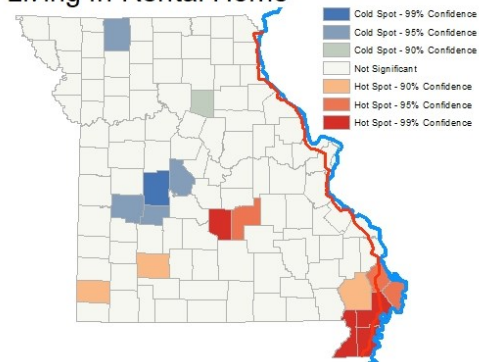 Living in Rental Home
Cold Spot - 99% Confidence
Cold Spot - 95% Confidence
Cold Spot - 90% Confidence
Not Significant
Hot Spot - 90% Confidence
Hot Spot - 95% Confidence
Hot Spot - 99% Confidence